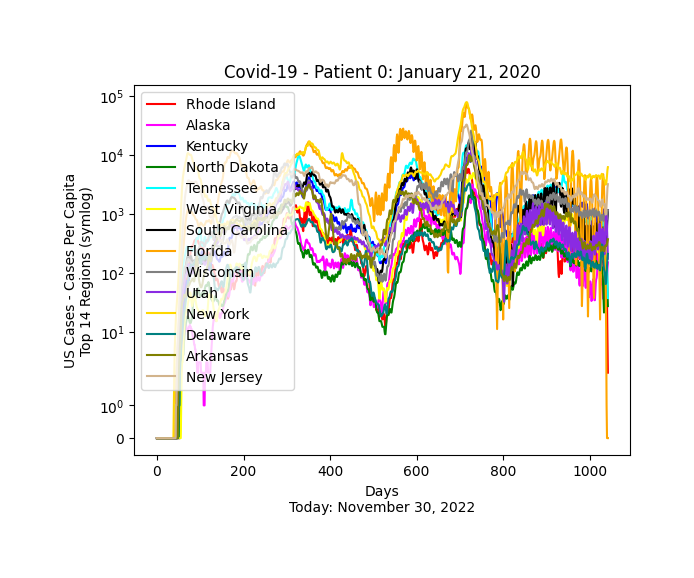 Covid-19 - Patient 0: January 21, 2020
US Cases - Cases Per Capita
Top 14 Regions (symlog)
10^5
10^4
10^3
10^2
10^1
10^0
0
Rhode Island
Alaska
Kentucky
North Dakota
Tennessee
West Virginia
South Carolina
Florida
Wisconsin
Utah
New York
Delaware
Arkansas
New Jersey
0 200 400 600 800 1000
Days
Today: November 30, 2022